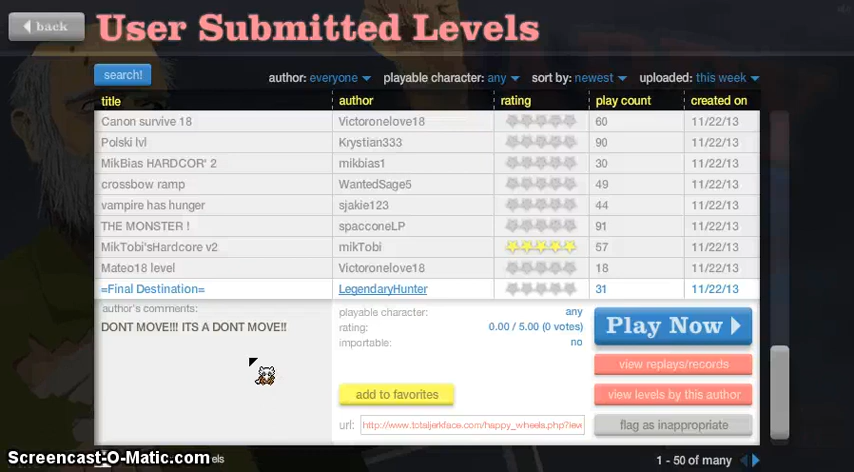 back
User Submitted Levels
search!
author: everyone playable character: any sort by: newest uploaded: this week
title author rating play count created on
Canon survive 18 Victoronelove18 60 11/22/13
Polski lvl Krystian333 90 11/22/13
MikBias HARDCOR' 2 mikbias1 30 11/22/13
crossbow ramp WantedSage5 49 11/22/13
vampire has hunger sjakie123 44 11/22/13
THE MONSTER ! spacconeLP 91 11/22/13
MikTobi'sHardcore v2 mikTobi 57 11/22/13
Mateo18 level Victoronelove18 18 11/22/13
=Final Destination= LegendaryHunter 31 11/22/13
author's comments:
DONT MOVE!!! ITS A DONT MOVE!!
playable character: any
rating: 0.00 / 5.00 (0 votes)
importable: no
Play Now
view replays/records
add to favorites
view levels by this author
url: http://www.totaljerkface.com/happy_wheels.php?leve
flag as inappropriate
Screencast-O-Matic.com
els
1 - 50 of many